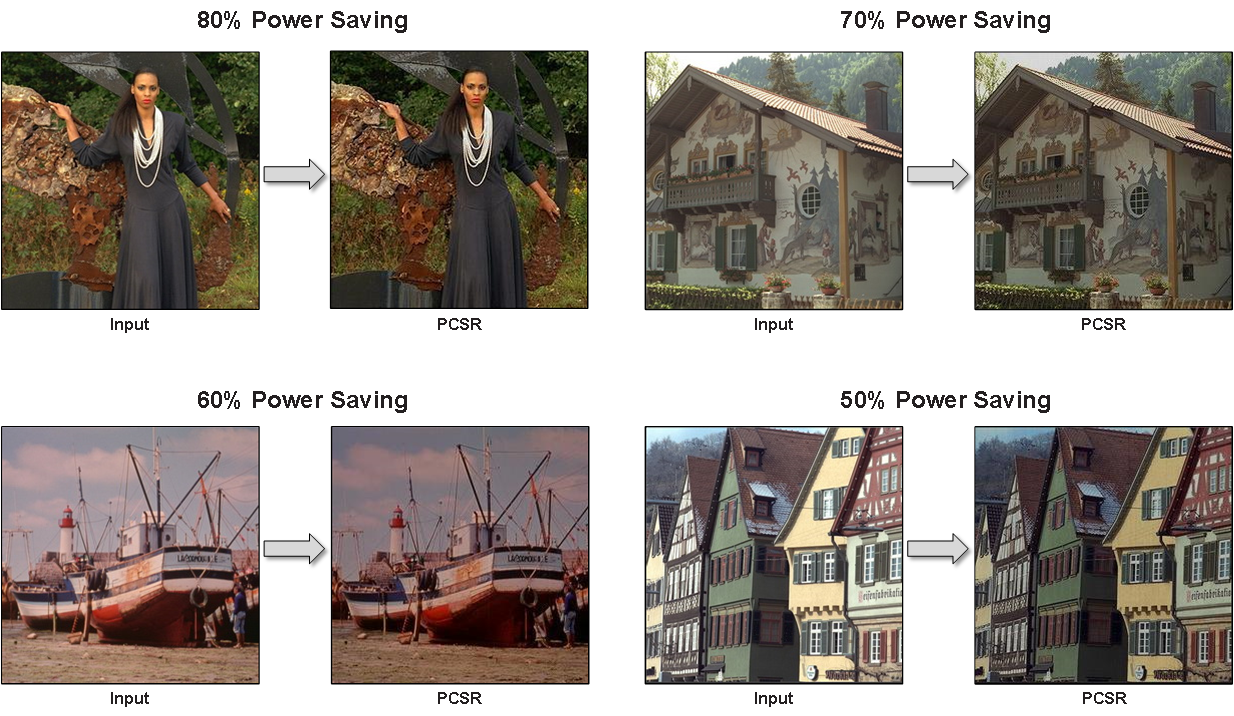 80% Power Saving
70% Power Saving
Input
PCSR
Input
PCSR
60% Power Saving
50% Power Saving
Input
PCSR
Input
PCSR